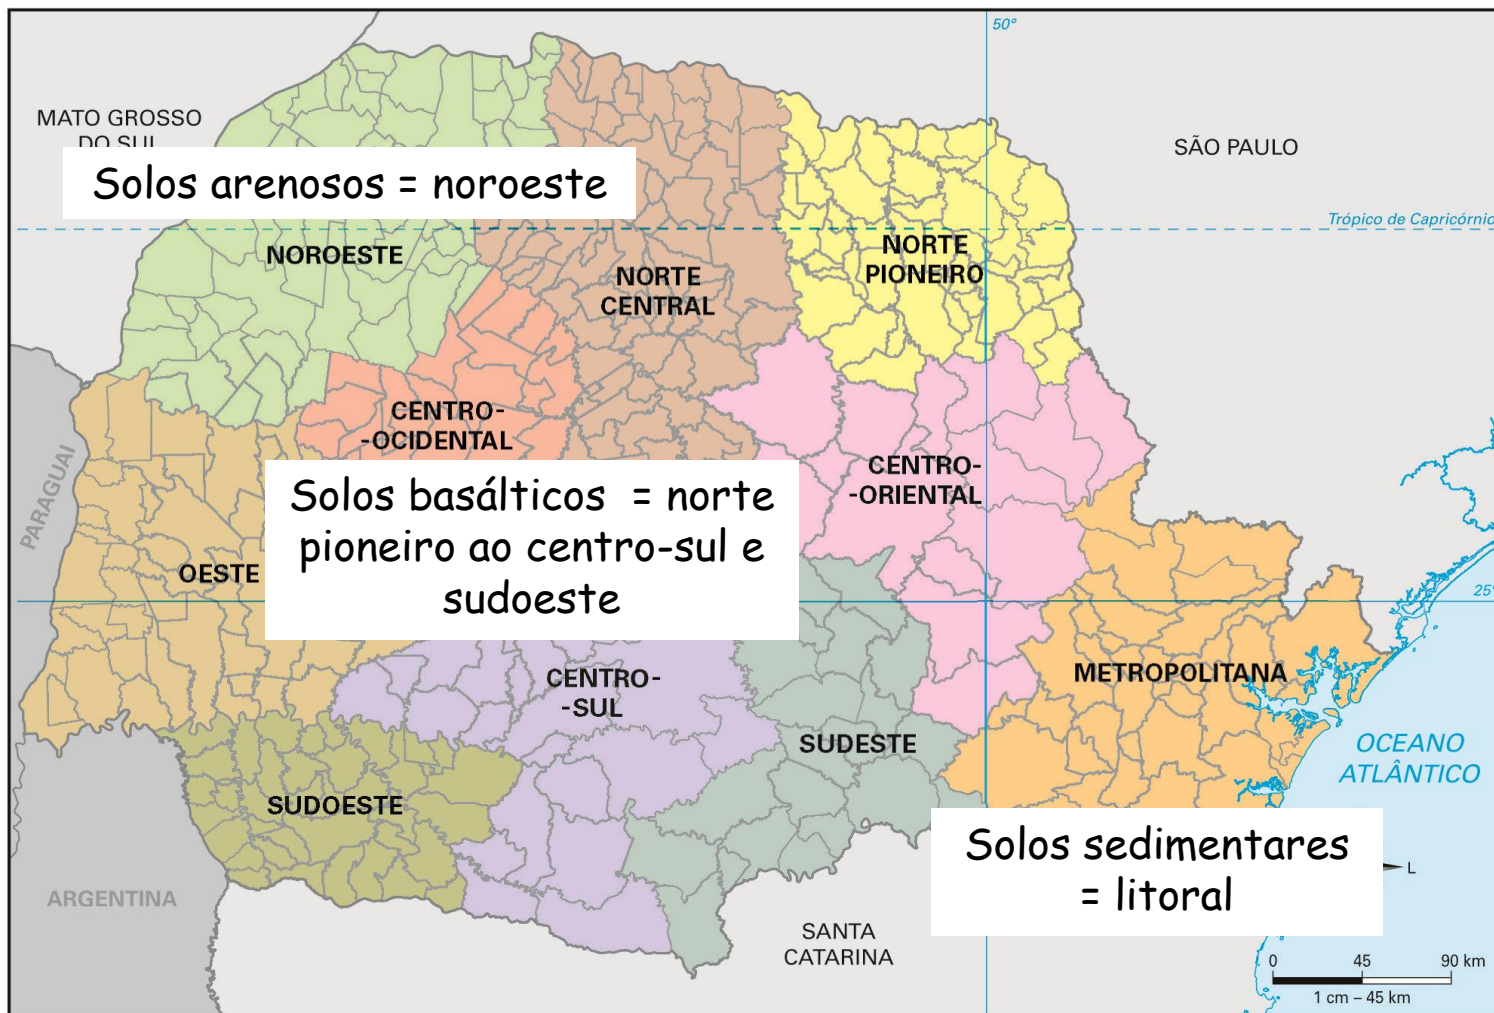 50°
MATO GROSSO
DO SUL
SÃO PAULO
Solos arenosos = noroeste
Trópico de Capricórnio
NOROESTE
NORTE
PIONEIRO
NORTE
CENTRAL
CENTRO-
-OCIDENTAL
PARAGUAI
CENTRO-
-ORIENTAL
Solos basálticos = norte
pioneiro ao centro-sul e
sudoeste
OESTE
25°
CENTRO-
-SUL
METROPOLITANA
SUDESTE
OCEANO
ATLÂNTICO
SUDOESTE
Solos sedimentares
= litoral
L
ARGENTINA
SANTA
CATARINA
0 45 90 km
1 cm – 45 km